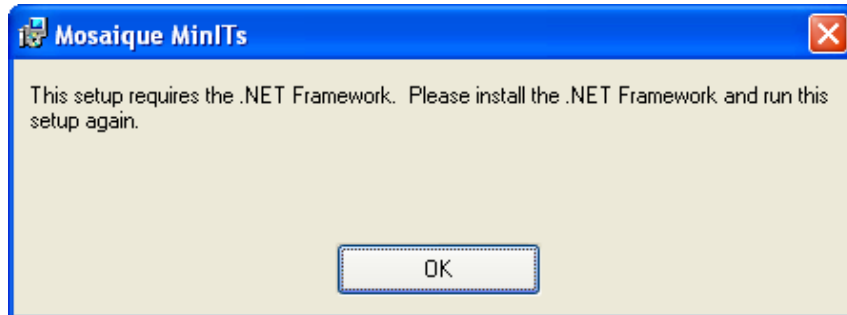 Mosaique MinITs
This setup requires the .NET Framework.  Please install the .NET Framework and run this
setup again.
OK